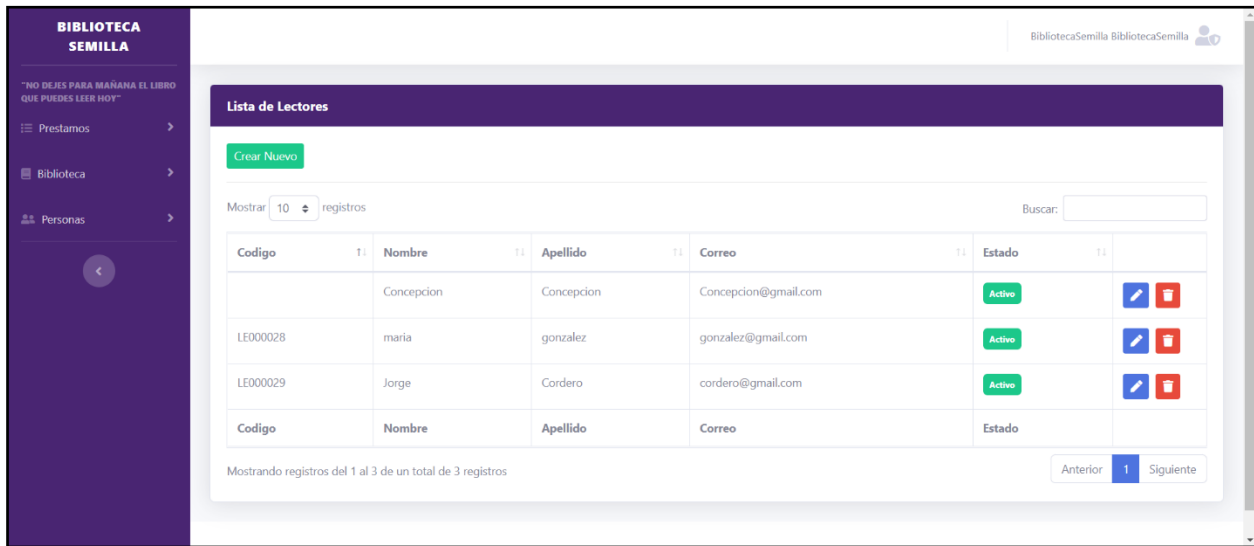 BIBLIOTECA
SEMILLA
BibliotecaSemilla BibliotecaSemilla
"NO DEJES PARA MAÑANA EL LIBRO
QUE PUEDES LEER HOY"
Prestamos
Biblioteca
Personas
Lista de Lectores
Crear Nuevo
Mostrar 10 registros Buscar:
Codigo Nombre Apellido Correo Estado
Concepcion Concepcion Concepcion@gmail.com Activo
LE000028 maria gonzalez gonzalez@gmail.com Activo
LE000029 Jorge Cordero cordero@gmail.com Activo
Codigo Nombre Apellido Correo Estado
Mostrando registros del 1 al 3 de un total de 3 registros Anterior 1 Siguiente